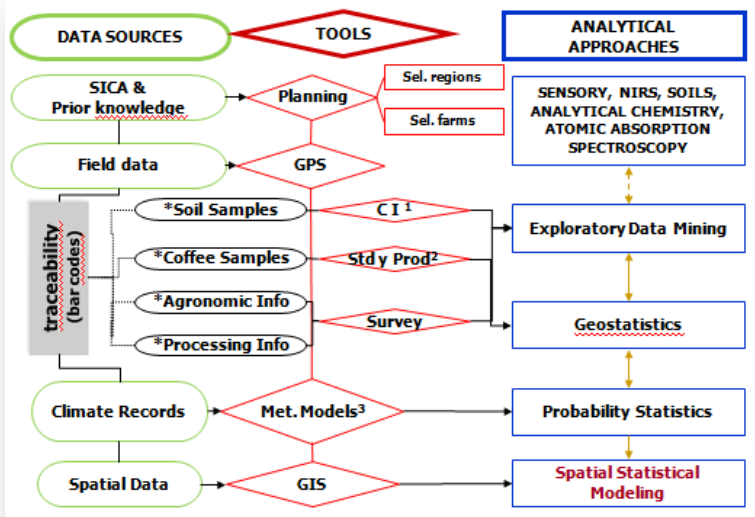 DATA SOURCES
TOOLS
ANALYTICAL
APPROACHES
SICA &
Prior knowledge
Planning
Sel. regions
Sel. farms
SENSORY, NIRS, SOILS,
ANALYTICAL CHEMISTRY,
ATOMIC ABSORPTION
SPECTROSCOPY
Field data
GPS
traceability
(bar codes)
*Soil Samples
C I 1
Exploratory Data Mining
*Coffee Samples
Std y Prod2
*Agronomic Info
Survey
Geostatistics
*Processing Info
Climate Records
Met. Models3
Probability Statistics
Spatial Data
GIS
Spatial Statistical
Modeling